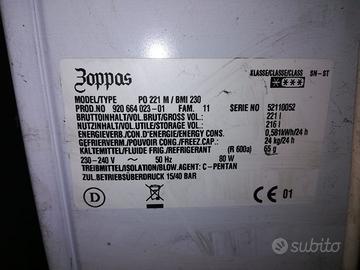 Zoppas
KLASSE/CLASSE/CLASS SN-ST
MODEL/TYPE PO 221 M / BMI 230
PROD.NO 920 664 023-01 FAM. 11 SERIE NO 52110052
BRUTTOINHALT/VOL.BRUT/GROSS VOL.: 221 l
NUTZINHALT/VOL.UTILE/STORAGE VOL.: 216 l
ENERGIEVERB./CON.D'ENERGIE/ENERGY CONS. 0,581kWh/24 h
GEFRIERVERM./POUVOIR CON./FREEZ.CAP.: 24 kg/24 h
KÄLTEMITTEL/FLUIDE FRIG./REFRIGERANT (R 600a) 65 g
230-240 V ~ 50 Hz 80 W
TREIBMITTEL/ISOLATION/BLOW.AGENT: C-PENTAN
ZUL.BETRIEBSÜBERDRUCK 15/40 BAR
D CE 01
subito